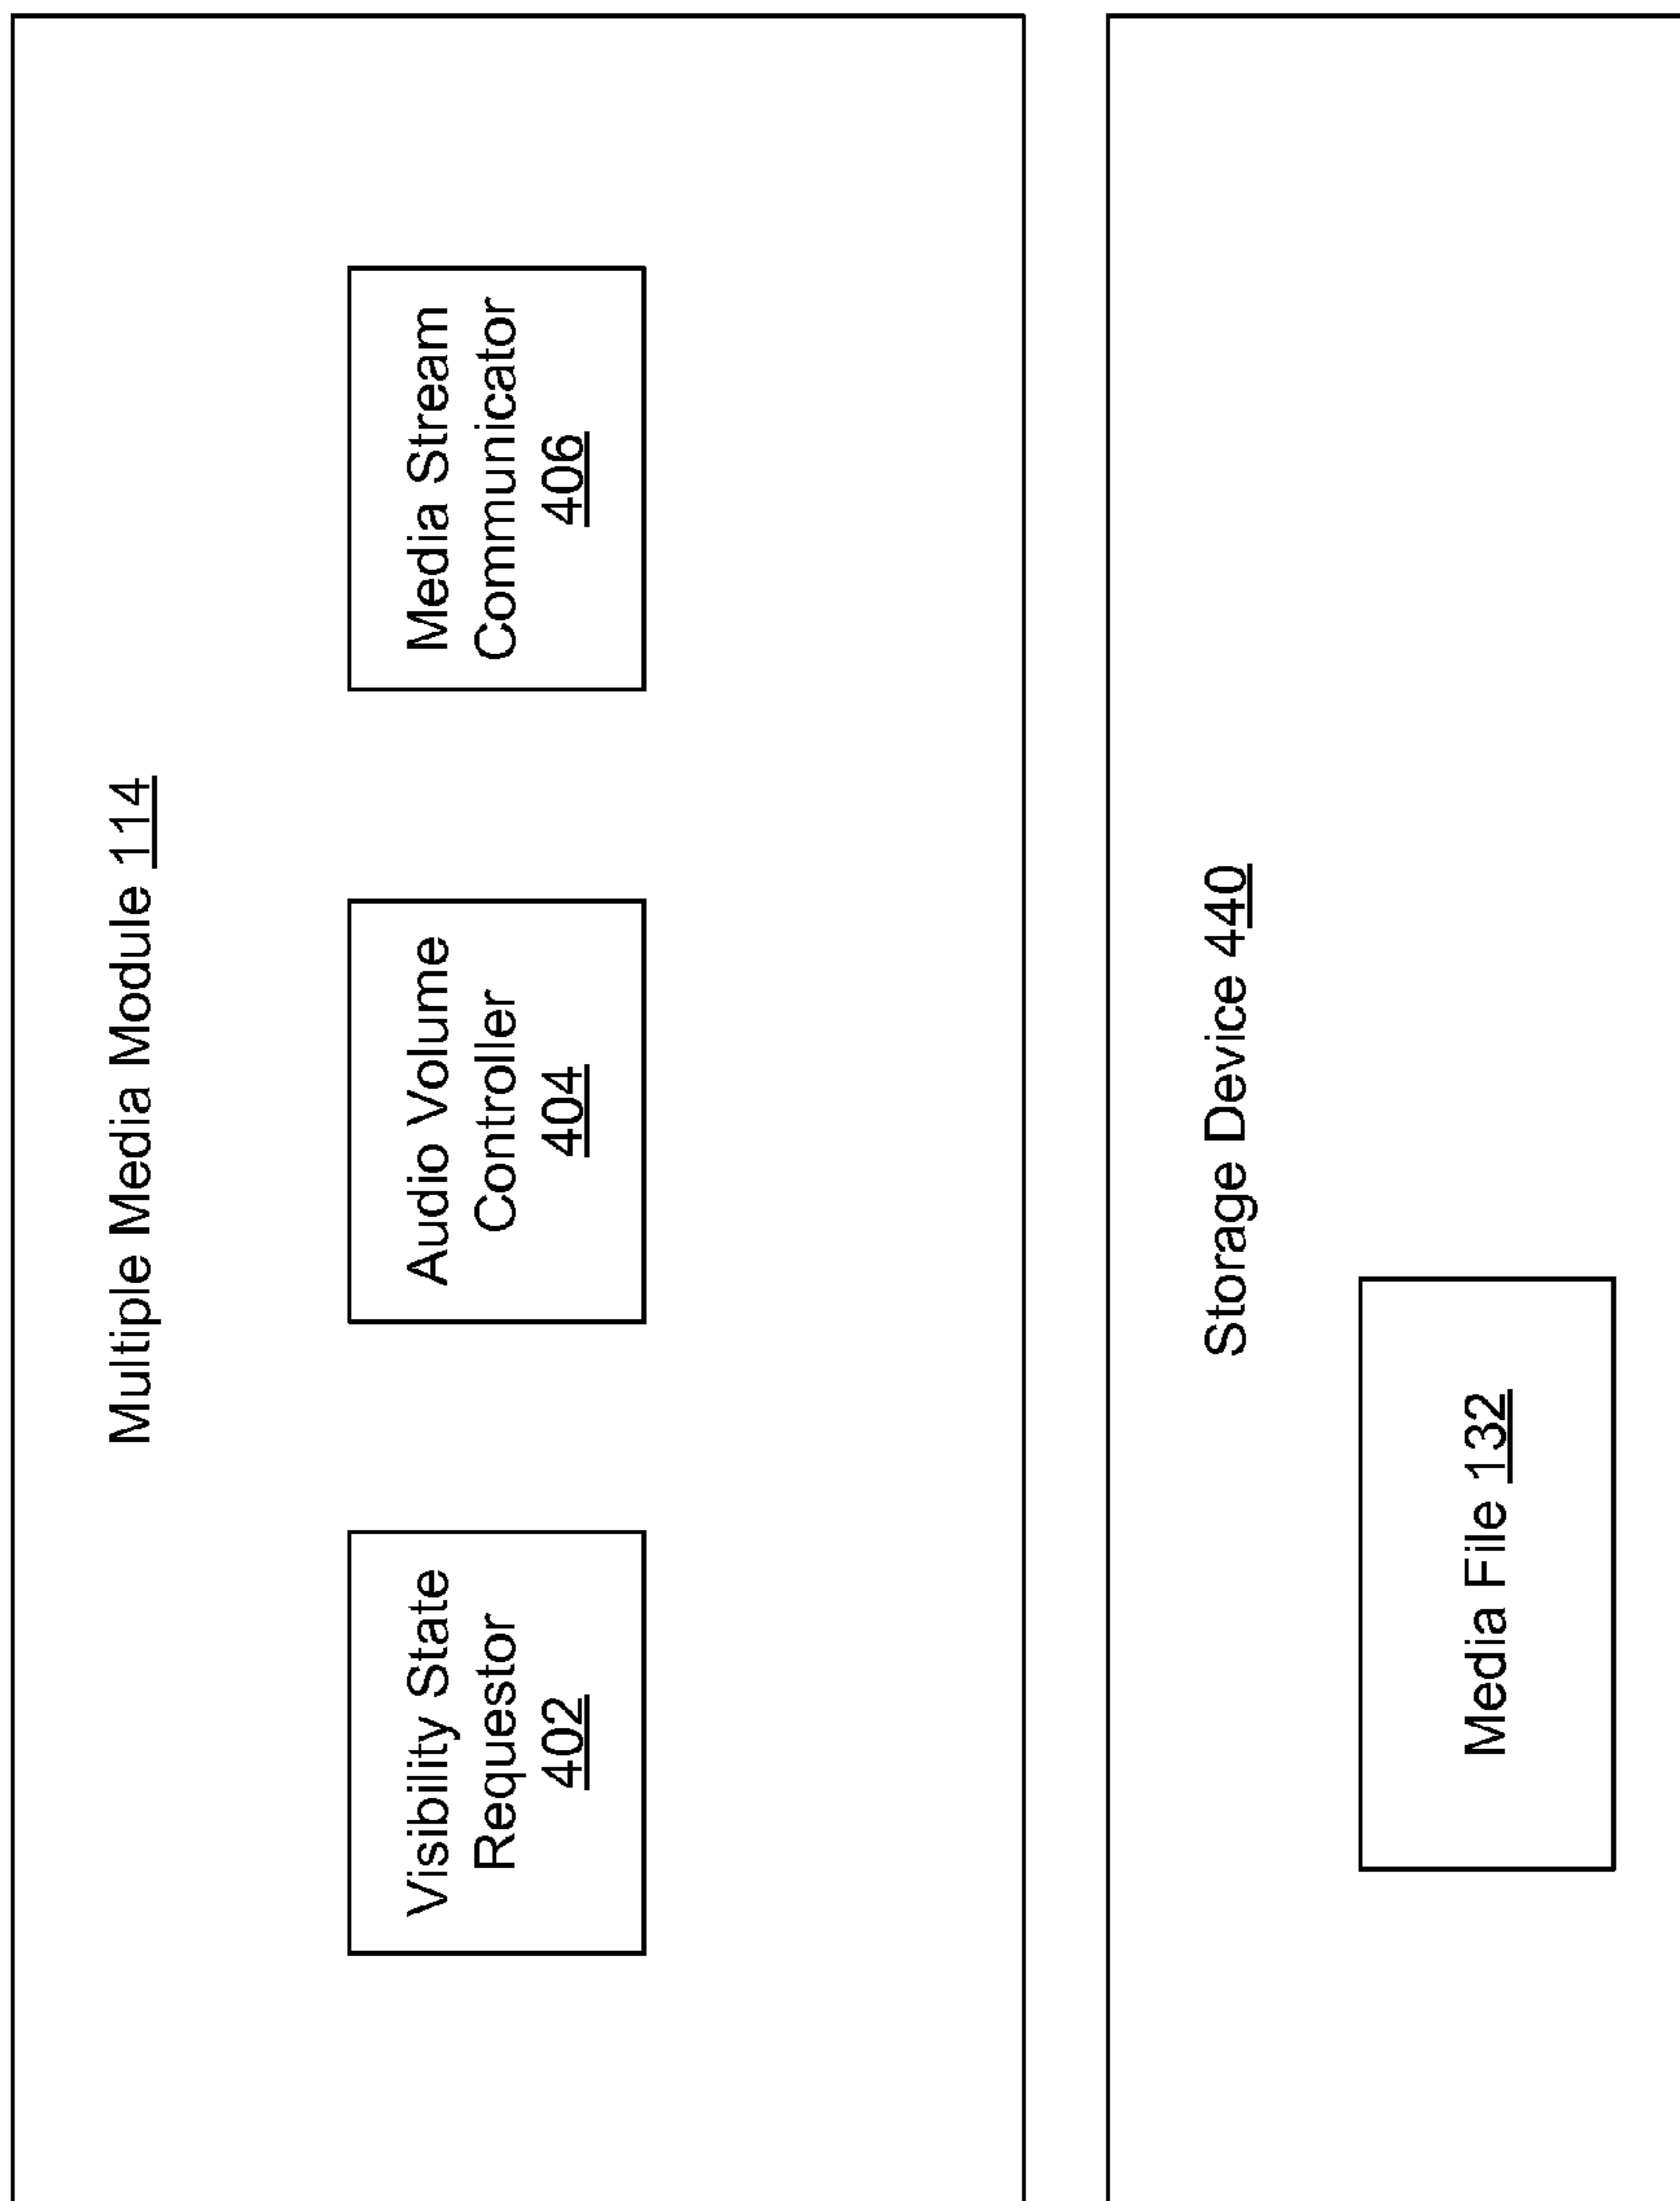 Multiple Media Module 114
Visibility State
Requestor
402
Audio Volume
Controller
404
Media Stream
Communicator
406
Storage Device 440
Media File 132